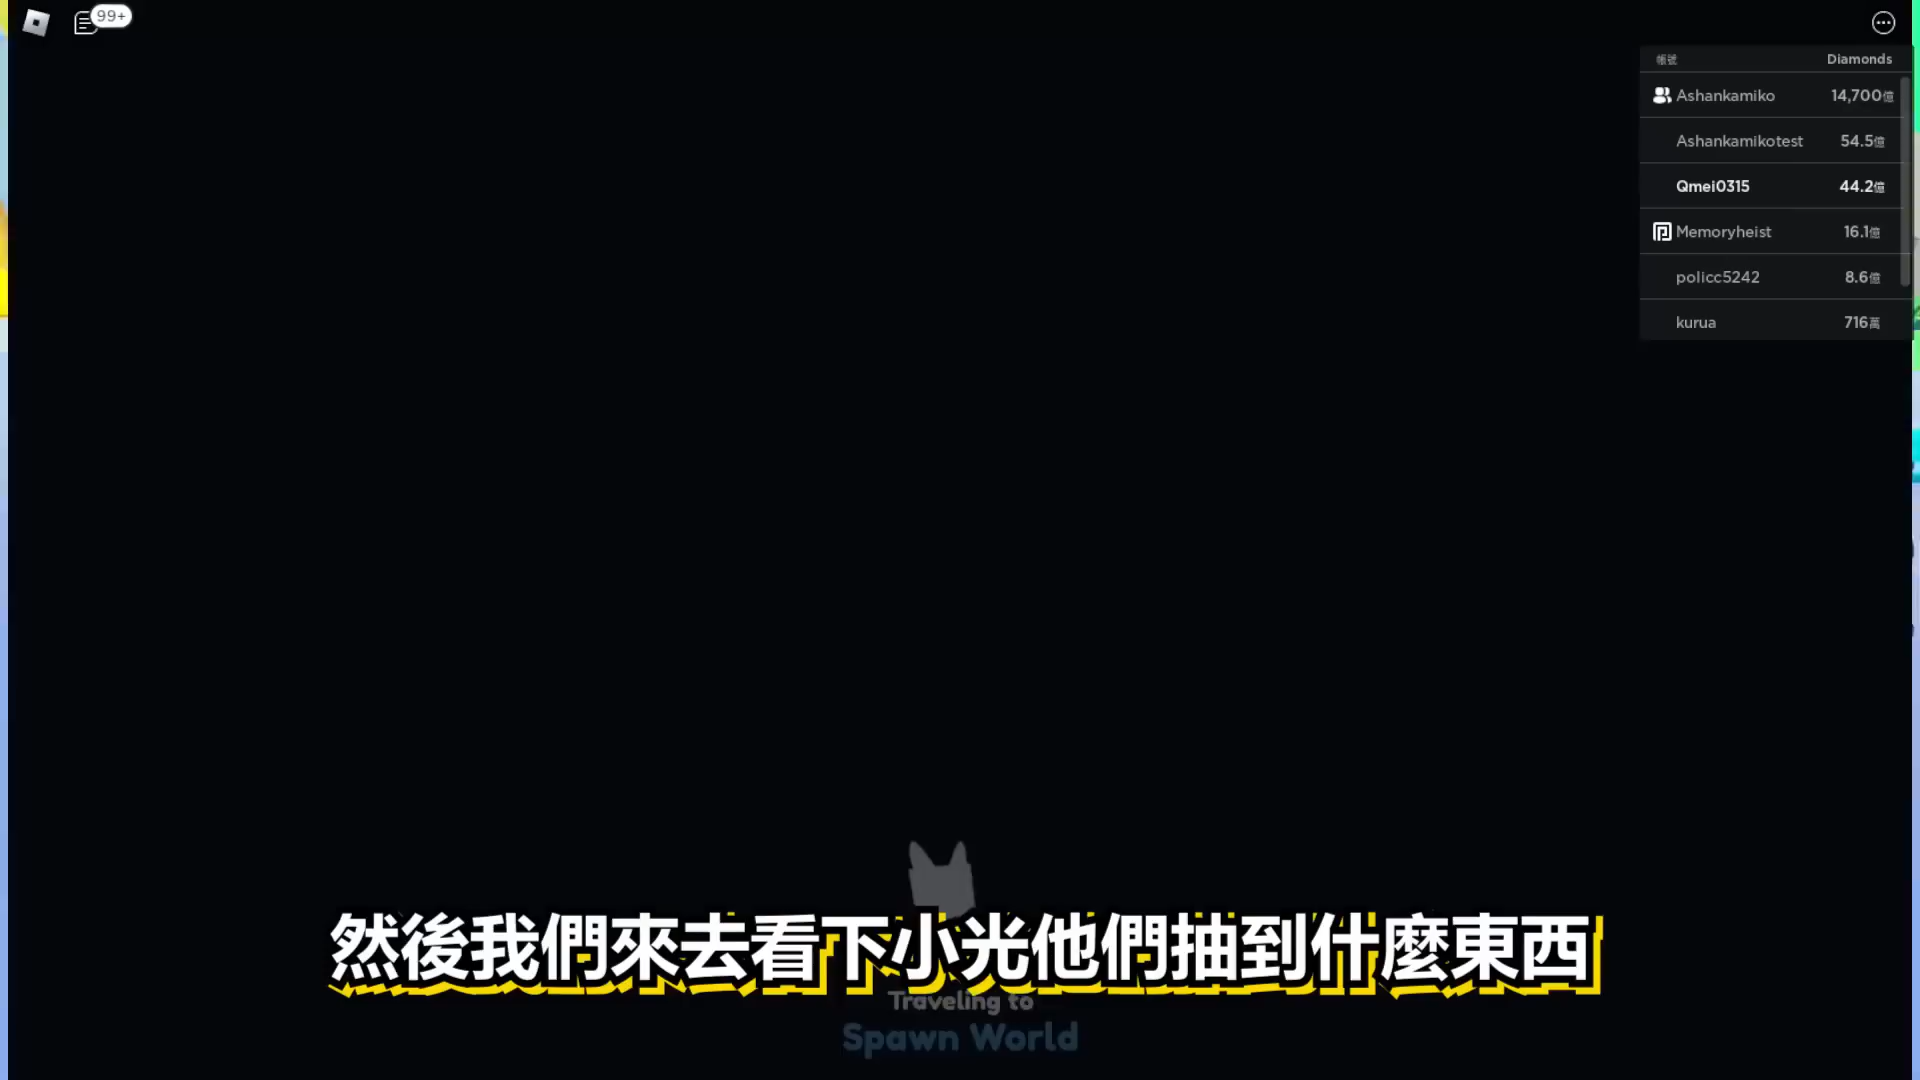 99+
帳號 Diamonds
Ashankamiko 14,700億
Ashankamikotest 54.5億
Qmei0315 44.2億
Memoryheist 16.1億
policc5242 8.6億
kurua 716萬
然後我們來去看下小光他們抽到什麼東西
Traveling to
Spawn World